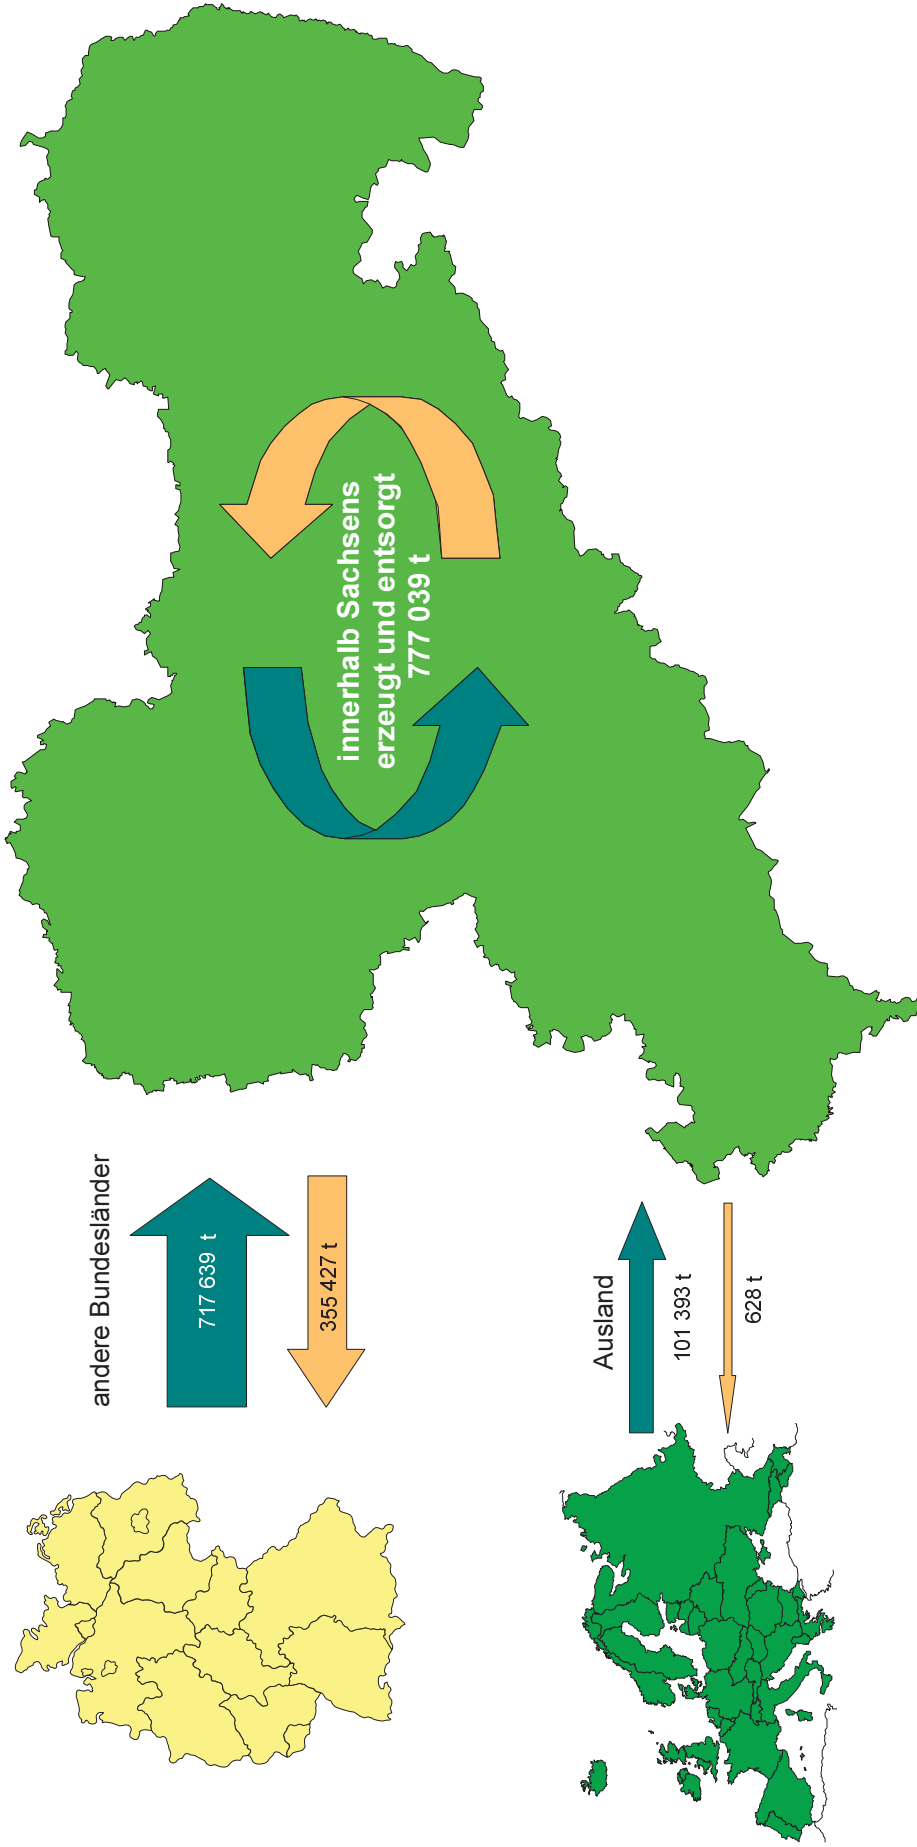 andere Bundesländer
717 639 t
355 427 t
innerhalb Sachsens
erzeugt und entsorgt
777 039 t
Ausland
101 393 t
628 t